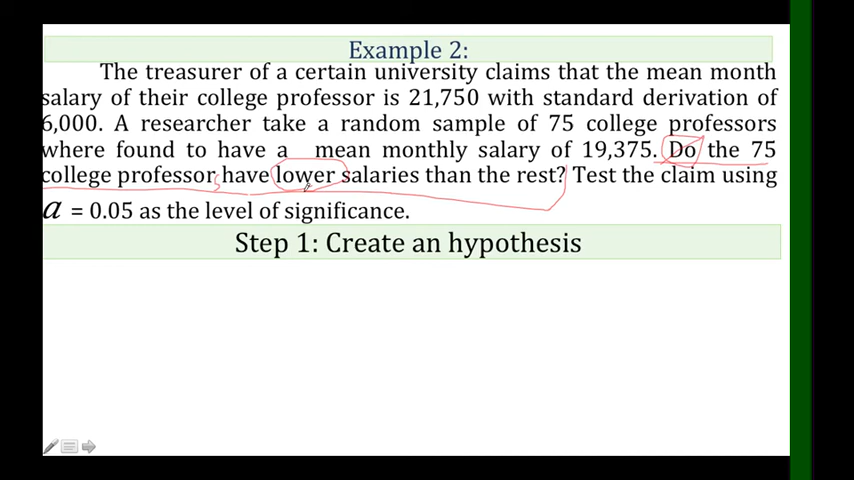 Example 2:
The treasurer of a certain university claims that the mean month
salary of their college professor is 21,750 with standard derivation of
6,000. A researcher take a random sample of 75 college professors
where found to have a mean monthly salary of 19,375. Do the 75
college professor s have lower salaries than the rest? Test the claim using
a = 0.05 as the level of significance.
Step 1: Create an hypothesis